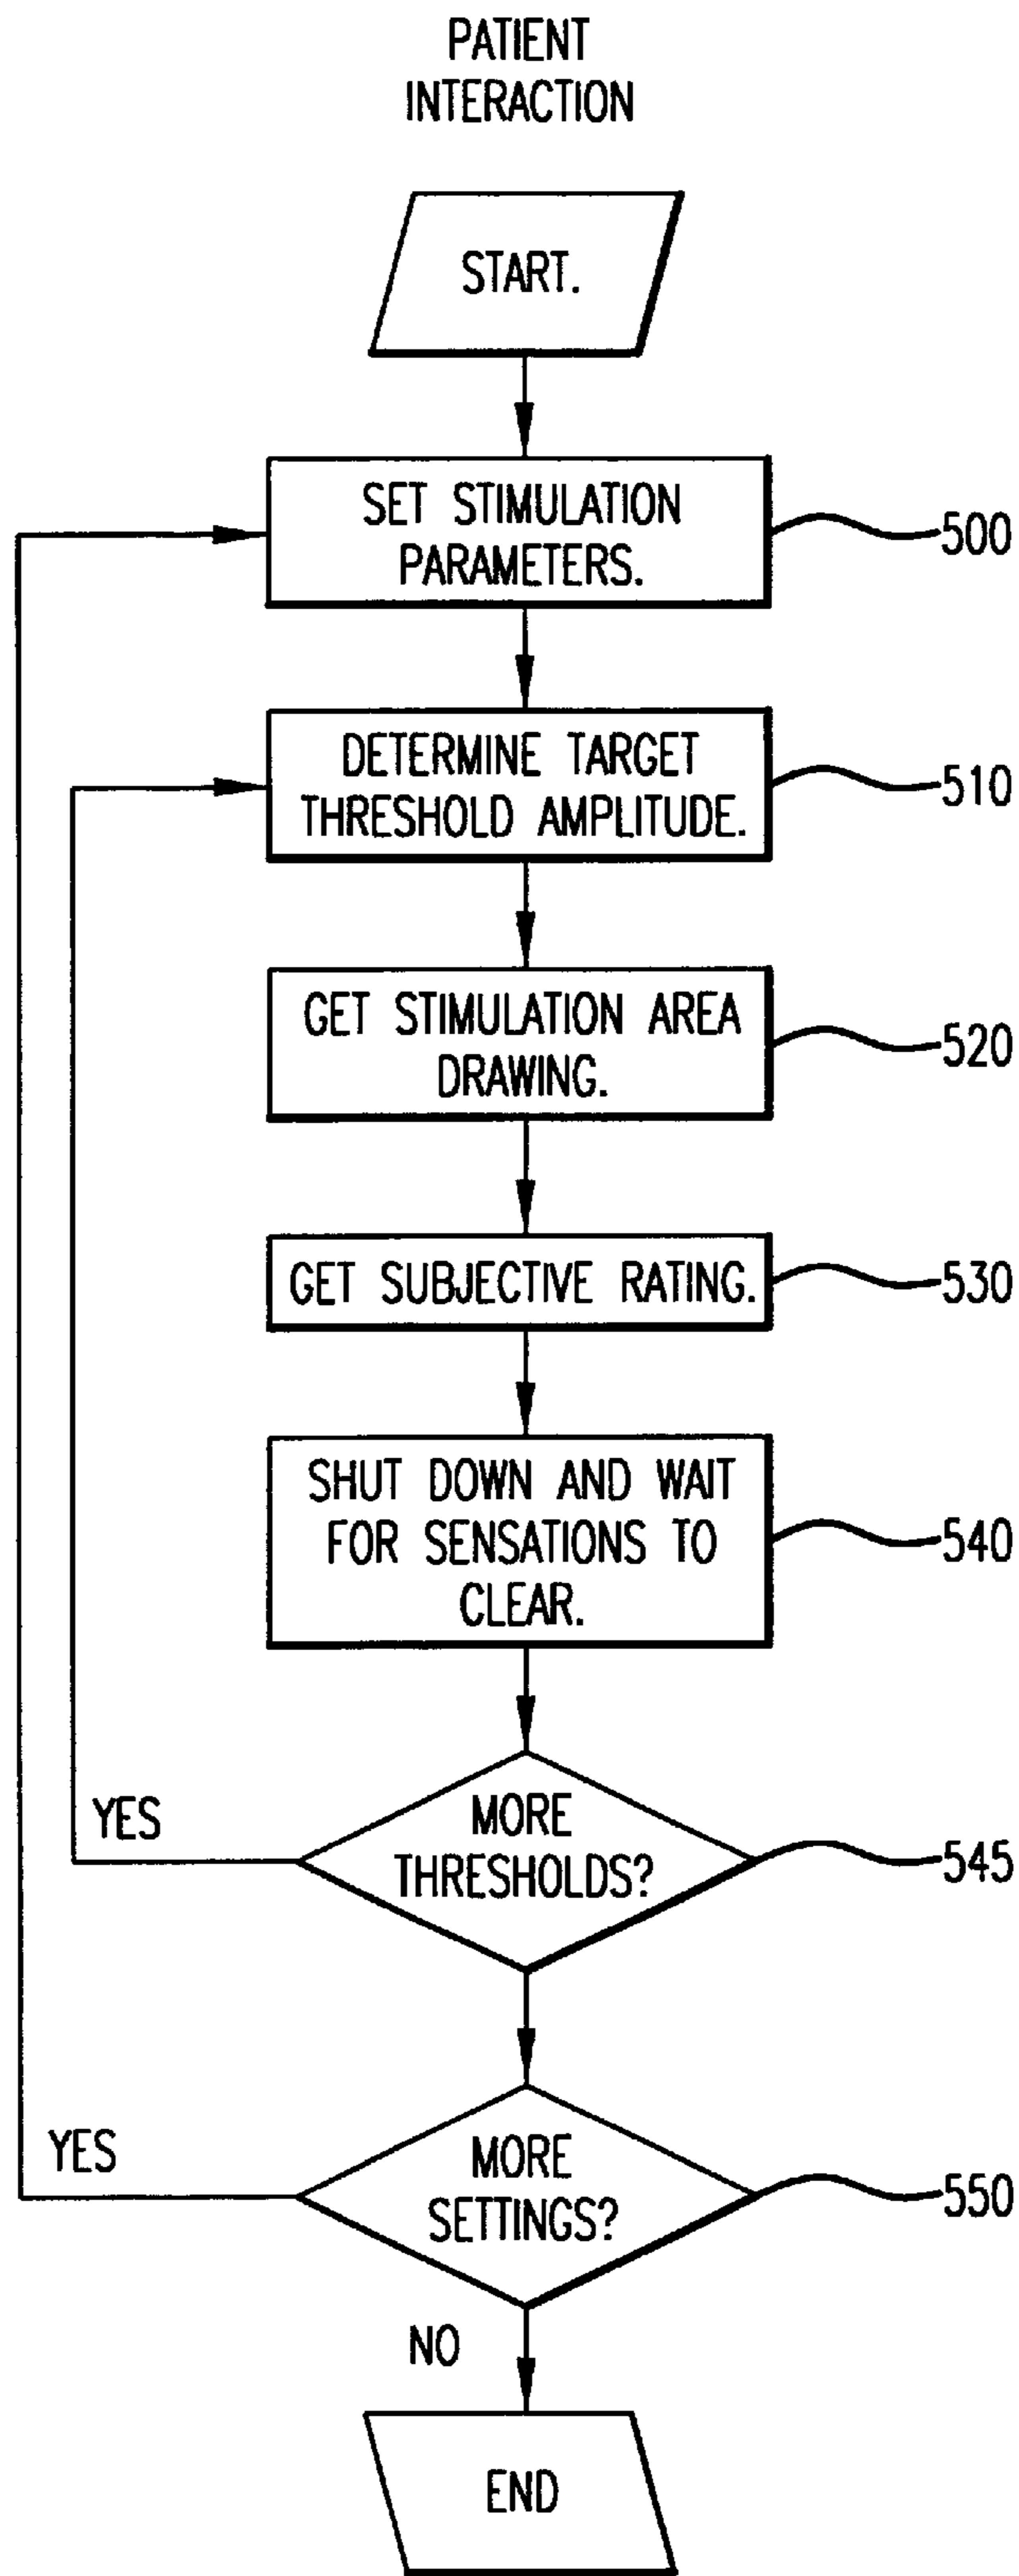 PATIENT
INTERACTION
START.
SET STIMULATION
PARAMETERS.
500
DETERMINE TARGET
THRESHOLD AMPLITUDE.
510
GET STIMULATION AREA
DRAWING.
520
GET SUBJECTIVE RATING.
530
SHUT DOWN AND WAIT
FOR SENSATIONS TO
CLEAR.
540
YES
MORE
THRESHOLDS?
545
YES
MORE
SETTINGS?
550
NO
END